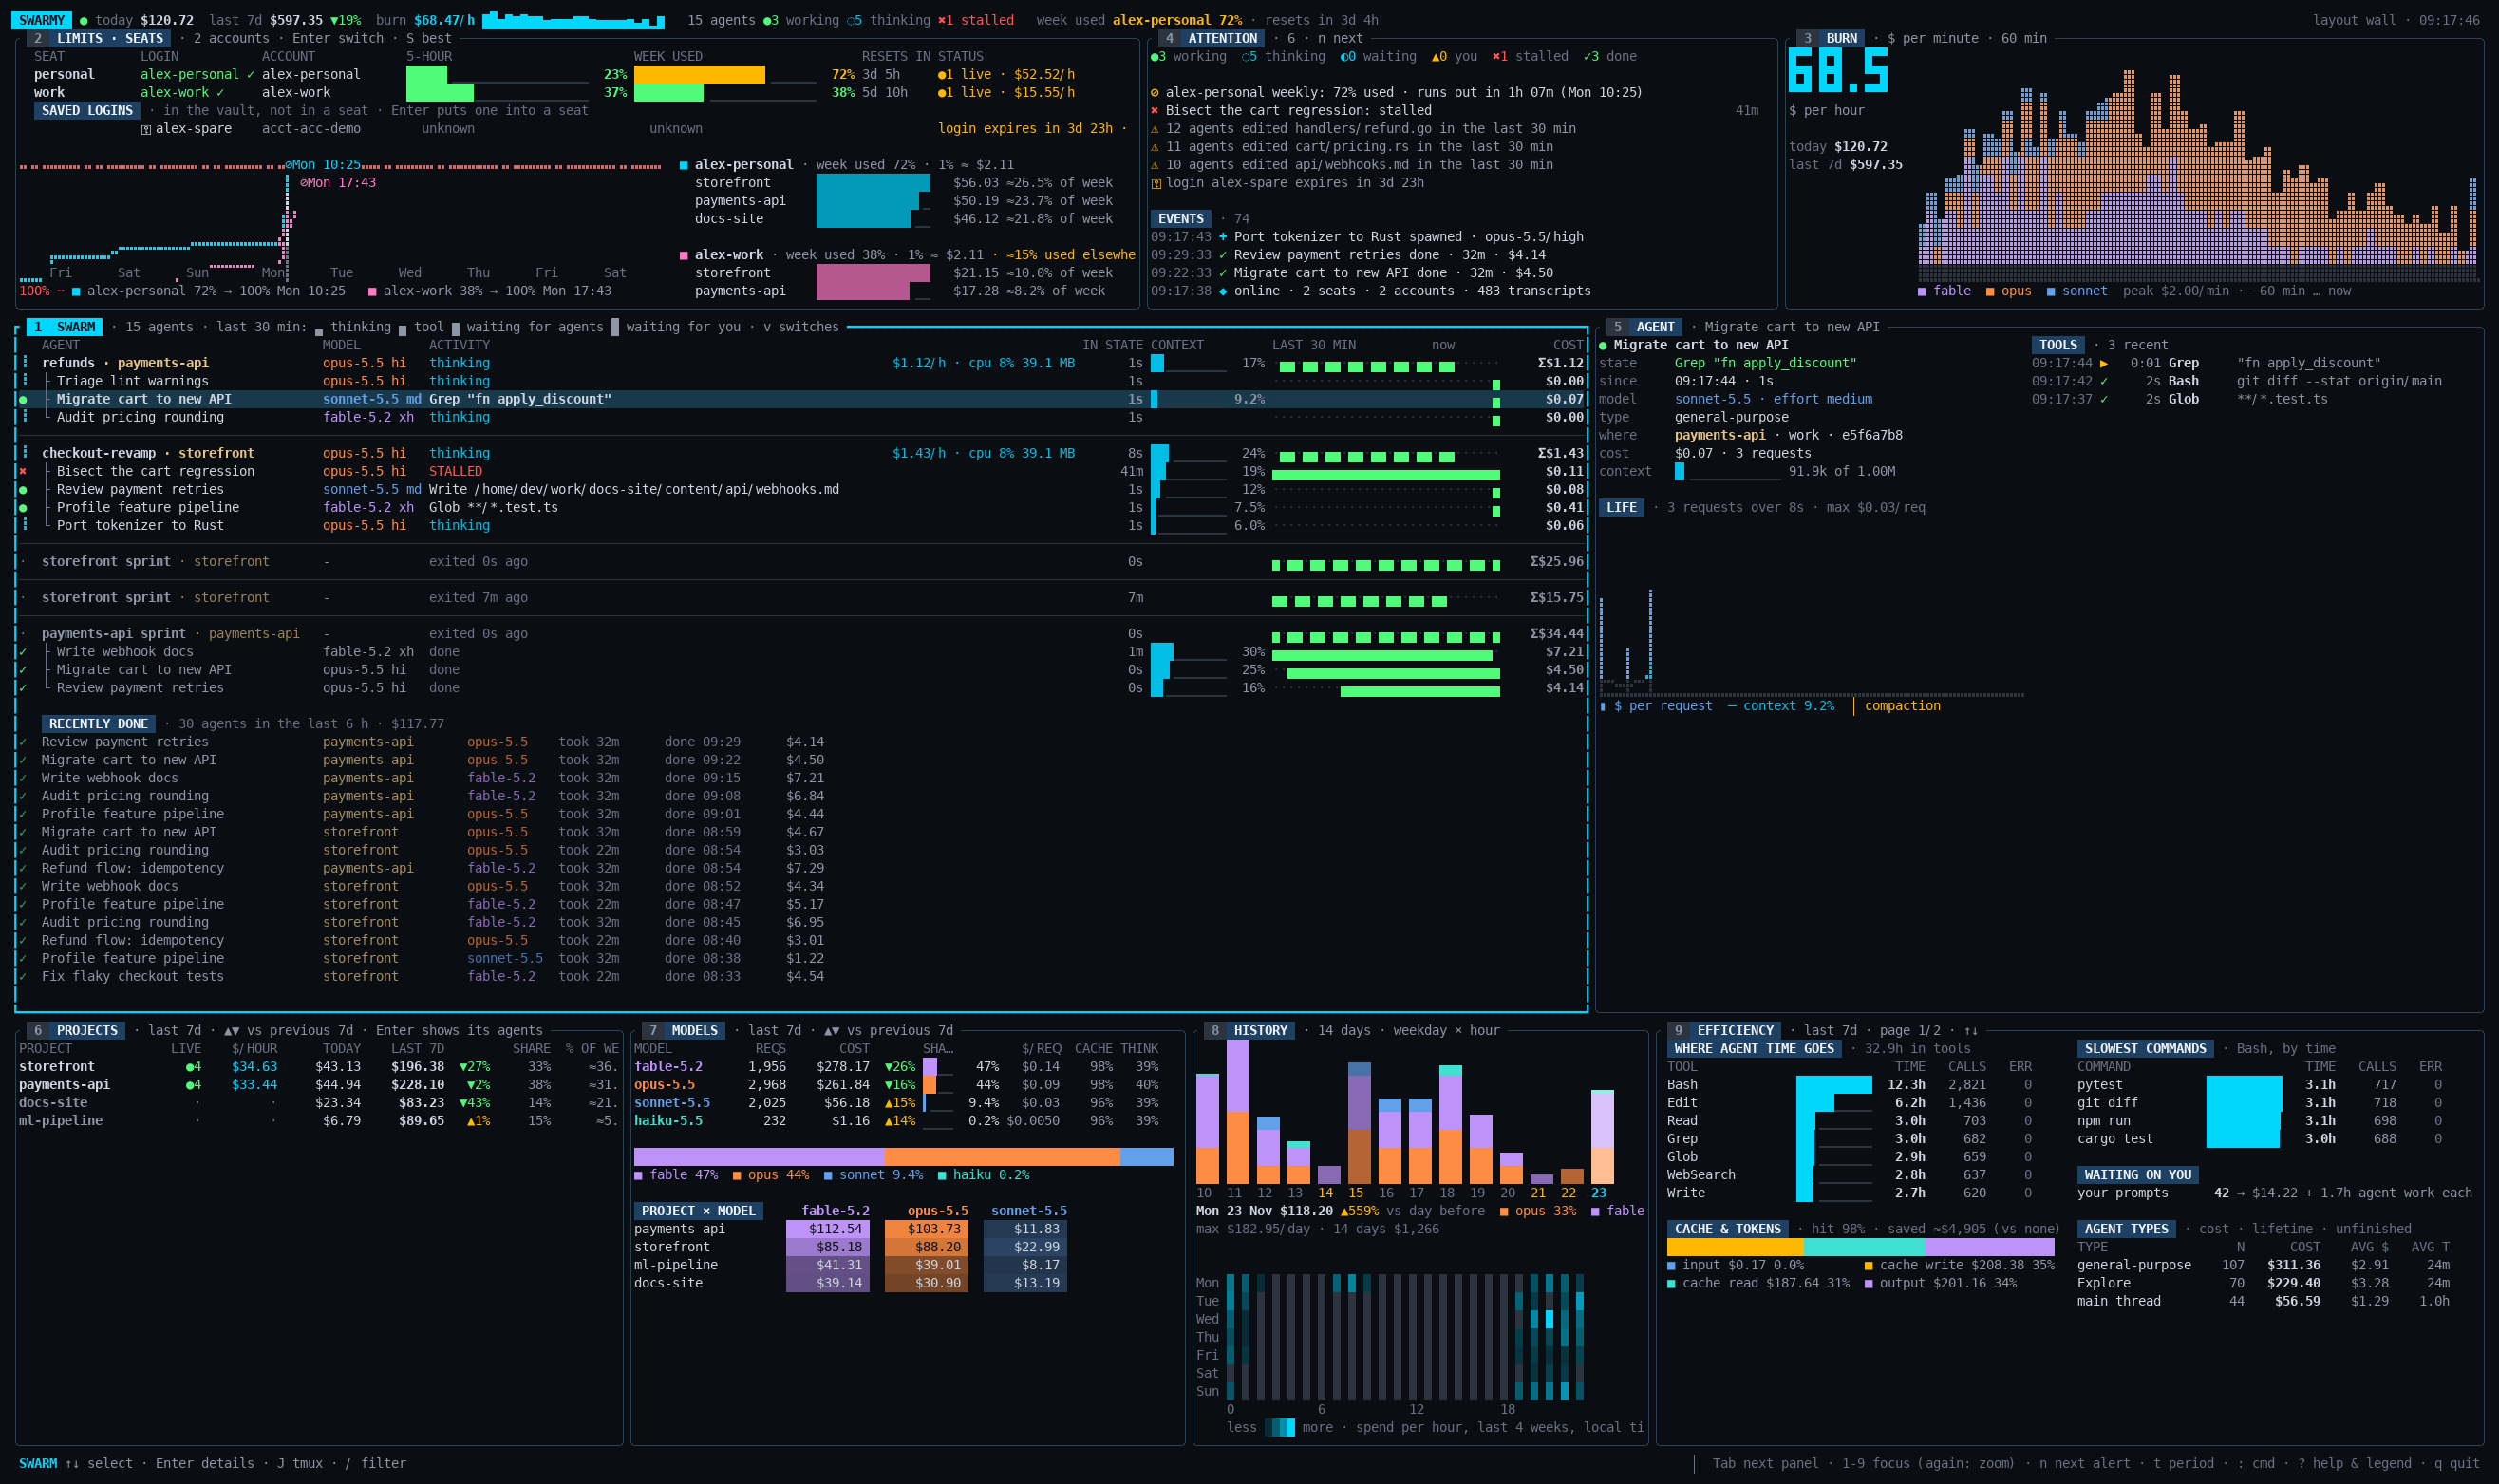 SWARMY ● today $120.72 last 7d $597.35 ▼19% burn $68.47/h 15 agents ●3 working ◌5 thinking ✖1 stalled week used alex-personal 72% · resets in 3d 4h layout wall · 09:17:46
2 LIMITS · SEATS · 2 accounts · Enter switch · S best
SEAT LOGIN ACCOUNT 5-HOUR WEEK USED RESETS IN STATUS
personal alex-personal ✓ alex-personal 23% 72% 3d 5h ●1 live · $52.52/h
work alex-work ✓ alex-work 37% 38% 5d 10h ●1 live · $15.55/h
SAVED LOGINS · in the vault, not in a seat · Enter puts one into a seat
alex-spare acct-acc-demo unknown unknown login expires in 3d 23h ·
⊘Mon 10:25
⊘Mon 17:43
Fri Sat Sun Mon Tue Wed Thu Fri Sat
100% ╌ ■ alex-personal 72% → 100% Mon 10:25 ■ alex-work 38% → 100% Mon 17:43
■ alex-personal · week used 72% · 1% ≈ $2.11
storefront $56.03 ≈26.5% of week
payments-api $50.19 ≈23.7% of week
docs-site $46.12 ≈21.8% of week
■ alex-work · week used 38% · 1% ≈ $2.11 · ≈15% used elsewhe
storefront $21.15 ≈10.0% of week
payments-api $17.28 ≈8.2% of week
4 ATTENTION · 6 · n next
●3 working ◌5 thinking ◐0 waiting ▲0 you ✖1 stalled ✓3 done
⊘ alex-personal weekly: 72% used · runs out in 1h 07m (Mon 10:25)
✖ Bisect the cart regression: stalled 41m
⚠ 12 agents edited handlers/refund.go in the last 30 min
⚠ 11 agents edited cart/pricing.rs in the last 30 min
⚠ 10 agents edited api/webhooks.md in the last 30 min
login alex-spare expires in 3d 23h
EVENTS · 74
09:17:43 + Port tokenizer to Rust spawned · opus-5.5/high
09:29:33 ✓ Review payment retries done · 32m · $4.14
09:22:33 ✓ Migrate cart to new API done · 32m · $4.50
09:17:38 ◆ online · 2 seats · 2 accounts · 483 transcripts
3 BURN · $ per minute · 60 min
68.5
$ per hour
today $120.72
last 7d $597.35
■ fable ■ opus ■ sonnet peak $2.00/min · −60 min … now
1 SWARM · 15 agents · last 30 min: thinking tool waiting for agents waiting for you · v switches
AGENT MODEL ACTIVITY IN STATE CONTEXT LAST 30 MIN now COST
refunds · payments-api opus-5.5 hi thinking $1.12/h · cpu 8% 39.1 MB 1s 17% Σ$1.12
├ Triage lint warnings opus-5.5 hi thinking 1s $0.00
● ├ Migrate cart to new API sonnet-5.5 md Grep "fn apply_discount" 1s 9.2% $0.07
└ Audit pricing rounding fable-5.2 xh thinking 1s $0.00
checkout-revamp · storefront opus-5.5 hi thinking $1.43/h · cpu 8% 39.1 MB 8s 24% Σ$1.43
✖ ├ Bisect the cart regression opus-5.5 hi STALLED 41m 19% $0.11
● ├ Review payment retries sonnet-5.5 md Write /home/dev/work/docs-site/content/api/webhooks.md 1s 12% $0.08
● ├ Profile feature pipeline fable-5.2 xh Glob **/*.test.ts 1s 7.5% $0.41
└ Port tokenizer to Rust opus-5.5 hi thinking 1s 6.0% $0.06
· storefront sprint · storefront - exited 0s ago 0s Σ$25.96
· storefront sprint · storefront - exited 7m ago 7m Σ$15.75
· payments-api sprint · payments-api - exited 0s ago 0s Σ$34.44
✓ ├ Write webhook docs fable-5.2 xh done 1m 30% $7.21
✓ ├ Migrate cart to new API opus-5.5 hi done 0s 25% $4.50
✓ └ Review payment retries opus-5.5 hi done 0s 16% $4.14
RECENTLY DONE · 30 agents in the last 6 h · $117.77
✓ Review payment retries payments-api opus-5.5 took 32m done 09:29 $4.14
✓ Migrate cart to new API payments-api opus-5.5 took 32m done 09:22 $4.50
✓ Write webhook docs payments-api fable-5.2 took 32m done 09:15 $7.21
✓ Audit pricing rounding payments-api fable-5.2 took 32m done 09:08 $6.84
✓ Profile feature pipeline payments-api opus-5.5 took 32m done 09:01 $4.44
✓ Migrate cart to new API storefront opus-5.5 took 32m done 08:59 $4.67
✓ Audit pricing rounding storefront opus-5.5 took 22m done 08:54 $3.03
✓ Refund flow: idempotency payments-api fable-5.2 took 32m done 08:54 $7.29
✓ Write webhook docs storefront opus-5.5 took 32m done 08:52 $4.34
✓ Profile feature pipeline storefront fable-5.2 took 22m done 08:47 $5.17
✓ Audit pricing rounding storefront fable-5.2 took 32m done 08:45 $6.95
✓ Refund flow: idempotency storefront opus-5.5 took 22m done 08:40 $3.01
✓ Profile feature pipeline storefront sonnet-5.5 took 32m done 08:38 $1.22
✓ Fix flaky checkout tests storefront fable-5.2 took 22m done 08:33 $4.54
5 AGENT · Migrate cart to new API
● Migrate cart to new API
state Grep "fn apply_discount"
since 09:17:44 · 1s
model sonnet-5.5 · effort medium
type general-purpose
where payments-api · work · e5f6a7b8
cost $0.07 · 3 requests
context 91.9k of 1.00M
TOOLS · 3 recent
09:17:44 ▶ 0:01 Grep "fn apply_discount"
09:17:42 ✓ 2s Bash git diff --stat origin/main
09:17:37 ✓ 2s Glob **/*.test.ts
LIFE · 3 requests over 8s · max $0.03/req
▮ $ per request ─ context 9.2% │ compaction
6 PROJECTS · last 7d · ▲▼ vs previous 7d · Enter shows its agents
PROJECT LIVE $/HOUR TODAY LAST 7D SHARE % OF WE
storefront ●4 $34.63 $43.13 $196.38 ▼27% 33% ≈36.
payments-api ●4 $33.44 $44.94 $228.10 ▼2% 38% ≈31.
docs-site · · $23.34 $83.23 ▼43% 14% ≈21.
ml-pipeline · · $6.79 $89.65 ▲1% 15% ≈5.
7 MODELS · last 7d · ▲▼ vs previous 7d
MODEL REQS COST SHA… $/REQ CACHE THINK
fable-5.2 1,956 $278.17 ▼26% 47% $0.14 98% 39%
opus-5.5 2,968 $261.84 ▼16% 44% $0.09 98% 40%
sonnet-5.5 2,025 $56.18 ▲15% 9.4% $0.03 96% 39%
haiku-5.5 232 $1.16 ▲14% 0.2% $0.0050 96% 39%
■ fable 47% ■ opus 44% ■ sonnet 9.4% ■ haiku 0.2%
PROJECT × MODEL fable-5.2 opus-5.5 sonnet-5.5
payments-api $112.54 $103.73 $11.83
storefront $85.18 $88.20 $22.99
ml-pipeline $41.31 $39.01 $8.17
docs-site $39.14 $30.90 $13.19
8 HISTORY · 14 days · weekday × hour
10 11 12 13 14 15 16 17 18 19 20 21 22 23
Mon 23 Nov $118.20 ▲559% vs day before ■ opus 33% ■ fable
max $182.95/day · 14 days $1,266
Mon
Tue
Wed
Thu
Fri
Sat
Sun
0 6 12 18
less more · spend per hour, last 4 weeks, local ti
9 EFFICIENCY · last 7d · page 1/2 · ↑↓
WHERE AGENT TIME GOES · 32.9h in tools
TOOL TIME CALLS ERR
Bash 12.3h 2,821 0
Edit 6.2h 1,436 0
Read 3.0h 703 0
Grep 3.0h 682 0
Glob 2.9h 659 0
WebSearch 2.8h 637 0
Write 2.7h 620 0
CACHE & TOKENS · hit 98% · saved ≈$4,905 (vs none)
■ input $0.17 0.0% ■ cache write $208.38 35%
■ cache read $187.64 31% ■ output $201.16 34%
SLOWEST COMMANDS · Bash, by time
COMMAND TIME CALLS ERR
pytest 3.1h 717 0
git diff 3.1h 718 0
npm run 3.1h 698 0
cargo test 3.0h 688 0
WAITING ON YOU
your prompts 42 → $14.22 + 1.7h agent work each
AGENT TYPES · cost · lifetime · unfinished
TYPE N COST AVG $ AVG T
general-purpose 107 $311.36 $2.91 24m
Explore 70 $229.40 $3.28 24m
main thread 44 $56.59 $1.29 1.0h
SWARM ↑↓ select · Enter details · J tmux · / filter
Tab next panel · 1-9 focus (again: zoom) · n next alert · t period · : cmd · ? help & legend · q quit